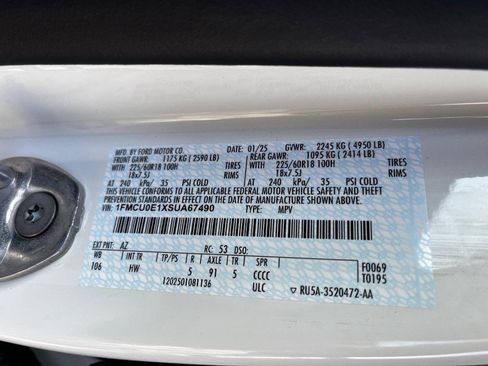 MFD. BY FORD MOTOR CO.
DATE: 01/25 GVWR: 2245 KG ( 4950 LB)
FRONT GAWR: 1175 KG ( 2590 LB) REAR GAWR: 1095 KG ( 2414 LB)
WITH 225/60R18 100H TIRES WITH 225/60R18 100H TIRES
18x7.5J RIMS 18x7.5J RIMS
AT 240 kPa/ 35 PSI COLD AT 240 kPa/ 35 PSI COLD
THIS VEHICLE CONFORMS TO ALL APPLICABLE FEDERAL MOTOR VEHICLE SAFETY AND THEFT
PREVENTION STANDARDS IN EFFECT ON THE DATE OF MANUFACTURE SHOWN ABOVE.
VIN: 1FMCU0E1XSUA67490 TYPE: MPV
EXT PNT: AZ RC: 53 DSO:
WB INT TR TP/PS R AXLE TR SPR
106 HW 5 91 5 CCCC F0069
1202501081136 ULC T0195
▽ RU5A-3520472-AA